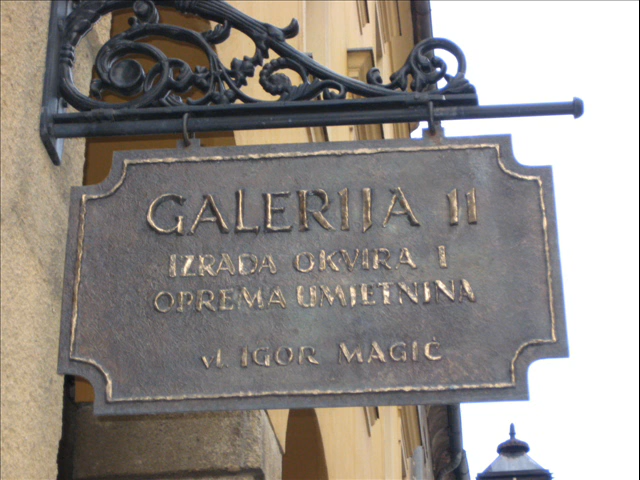 GALERIJA 11
IZRADA OKVIRA I
OPREMA UMJETNINA
vl. IGOR MAGIĆ